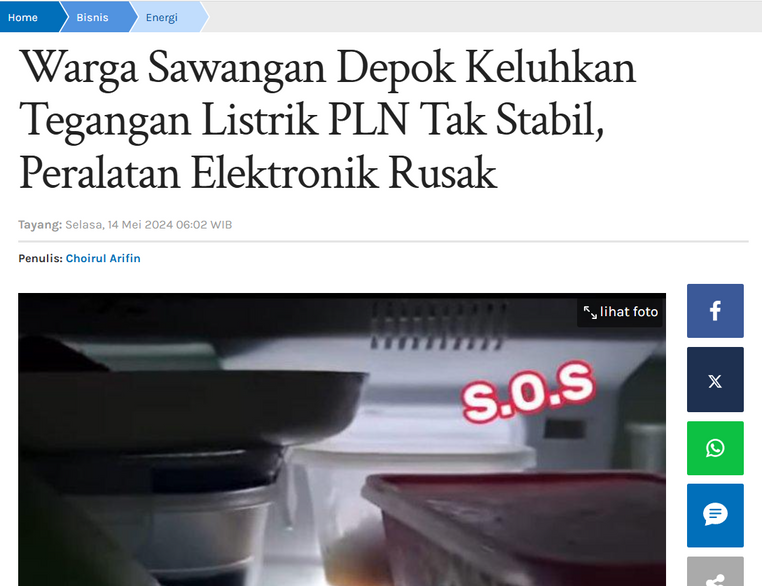 Home Bisnis Energi
Warga Sawangan Depok Keluhkan
Tegangan Listrik PLN Tak Stabil,
Peralatan Elektronik Rusak
Tayang: Selasa, 14 Mei 2024 06:02 WIB
Penulis: Choirul Arifin
lihat foto
S.O.S